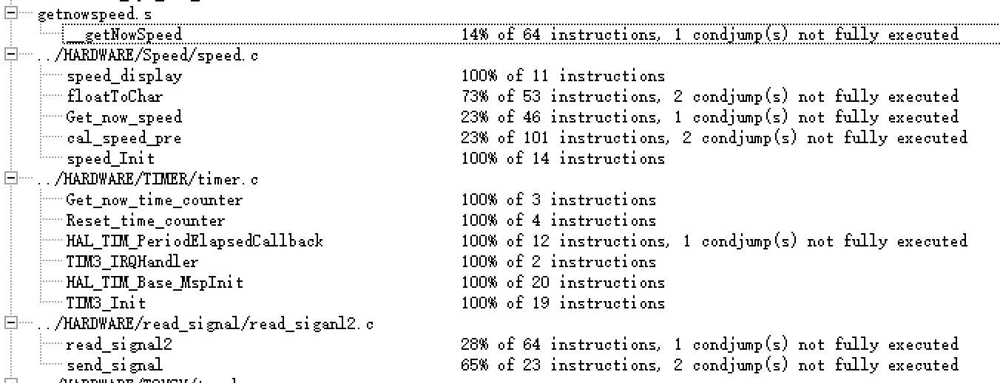 getnowspeed.s
__getNowSpeed 14% of 64 instructions, 1 condjump(s) not fully executed
../HARDWARE/Speed/speed.c
speed_display 100% of 11 instructions
floatToChar 73% of 53 instructions, 2 condjump(s) not fully executed
Get_now_speed 23% of 46 instructions, 1 condjump(s) not fully executed
cal_speed_pre 23% of 101 instructions, 2 condjump(s) not fully executed
speed_Init 100% of 14 instructions
../HARDWARE/TIMER/timer.c
Get_now_time_counter 100% of 3 instructions
Reset_time_counter 100% of 4 instructions
HAL_TIM_PeriodElapsedCallback 100% of 12 instructions, 1 condjump(s) not fully executed
TIM3_IRQHandler 100% of 2 instructions
HAL_TIM_Base_MspInit 100% of 20 instructions
TIM3_Init 100% of 19 instructions
../HARDWARE/read_signal/read_siganl2.c
read_signal2 28% of 64 instructions, 1 condjump(s) not fully executed
send_signal 65% of 23 instructions, 2 condjump(s) not fully executed